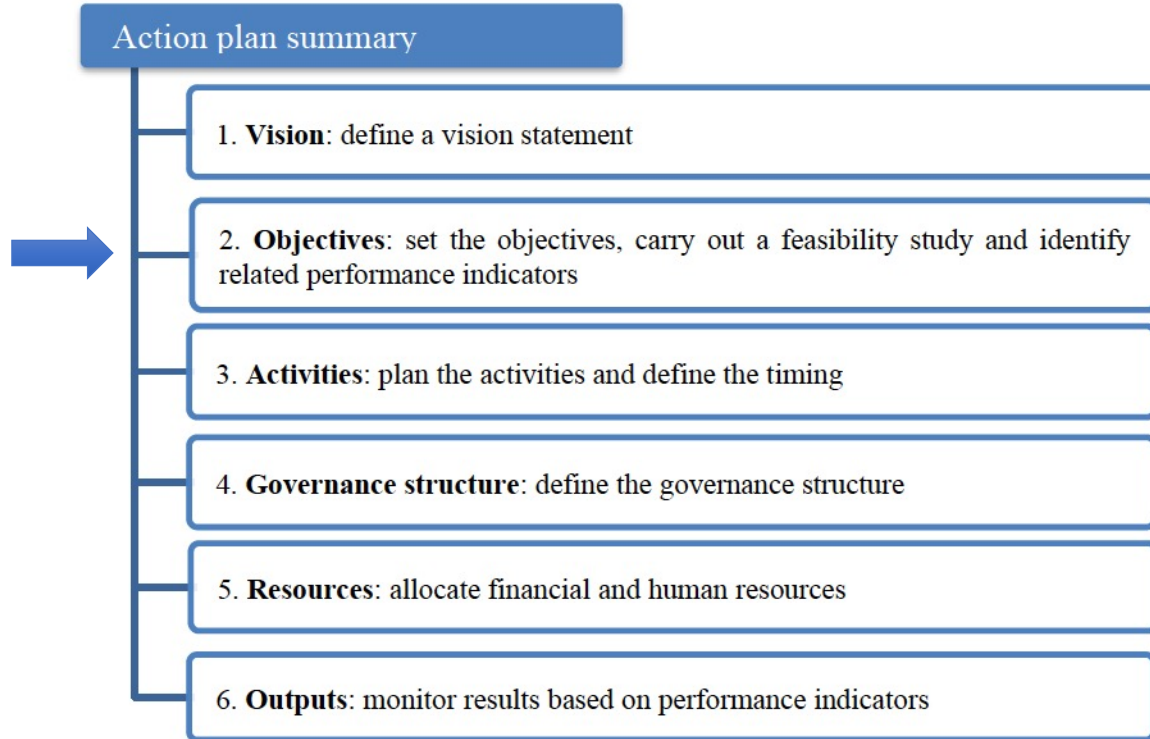 Action plan summary
1. Vision: define a vision statement
2. Objectives: set the objectives, carry out a feasibility study and identify
related performance indicators
3. Activities: plan the activities and define the timing
4. Governance structure: define the governance structure
5. Resources: allocate financial and human resources
6. Outputs: monitor results based on performance indicators